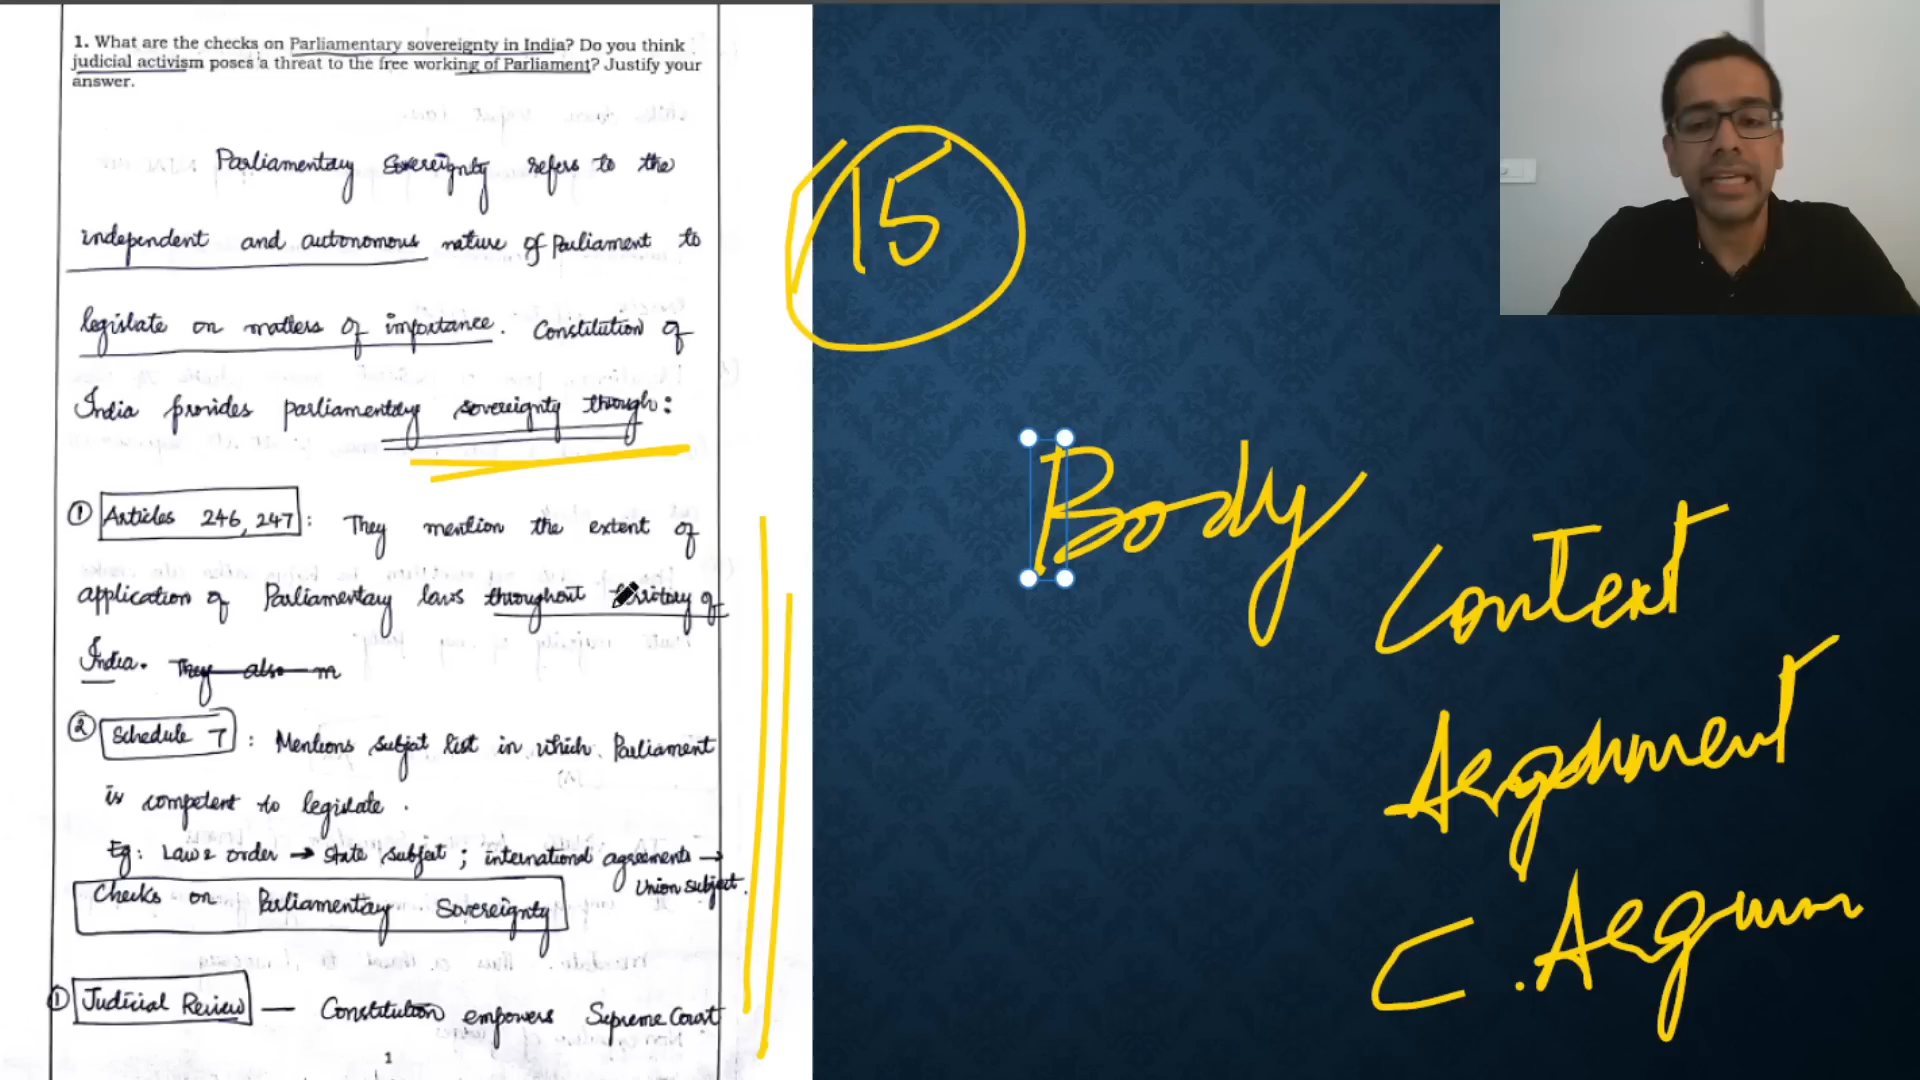 1. What are the checks on Parliamentary sovereignty in India? Do you think
judicial activism poses a threat to the free working of Parliament? Justify your
answer.
Parliamentary Sovereignty refers to the
independent and autonomous nature of Parliament to
legislate on matters of importance. Constitution of
India provides parliamentary sovereignty through:
① Articles 246, 247 : They mention the extent of
application of Parliamentary laws throughout territory of
India. They also m
② Schedule 7 : Mentions subject list in which Parliament
is competent to legislate.
Eg: Law & order → state subject ; international agreements →
Union subject.
Checks on Parliamentary Sovereignty
① Judicial Review — Constitution empowers Supreme Court
1
15
Body
Context
Argument
C. Argum